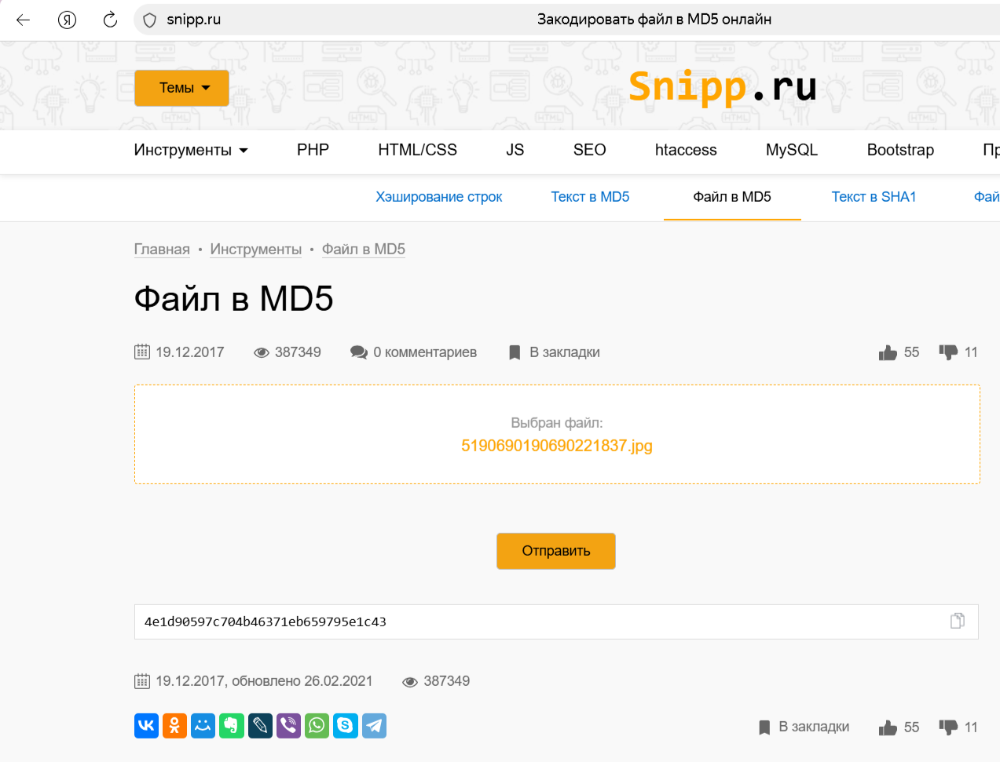 snipp.ru Закодировать файл в MD5 онлайн
Темы
Snipp.ru
Инструменты PHP HTML/CSS JS SEO htaccess MySQL Bootstrap
Хэширование строк Текст в MD5 Файл в MD5 Текст в SHA1
Главная • Инструменты • Файл в MD5
Файл в MD5
19.12.2017 387349 0 комментариев В закладки 55 11
Выбран файл:
5190690190690221837.jpg
Отправить
4e1d90597c704b46371eb659795e1c43
19.12.2017, обновлено 26.02.2021 387349
В закладки 55 11